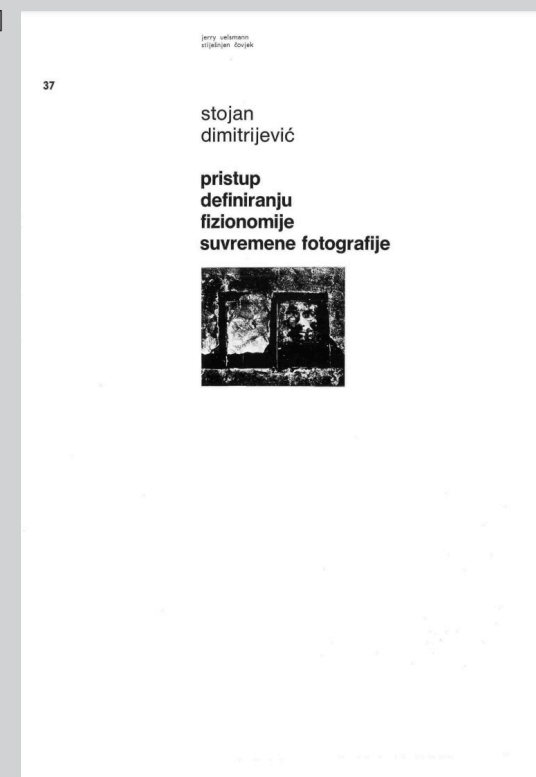 jerry uelsmann
stiješnjen čovjek
37
stojan
dimitrijević
pristup
definiranju
fizionomije
suvremene fotografije